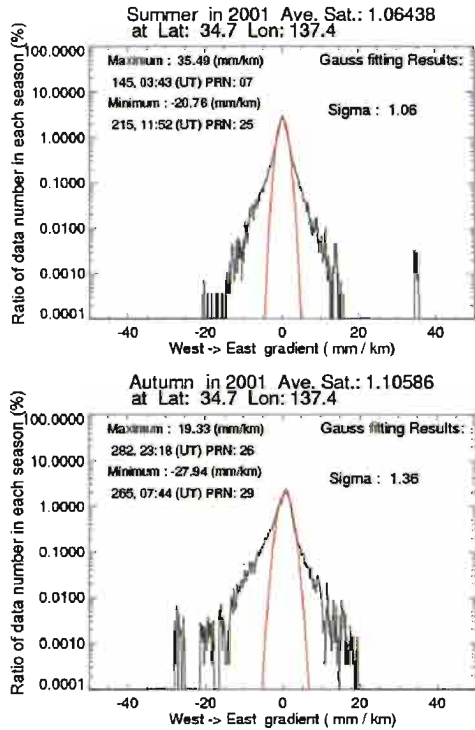 Summer in 2001 Ave. Sat.: 1.06438
at Lat: 34.7 Lon: 137.4
Ratio of data number in each season (%)
100.0000
10.0000
1.0000
0.1000
0.0100
0.0010
0.0001
Maximum : 35.49 (mm/km)
145, 03:43 (UT) PRN: 07
Minimum : -20.76 (mm/km)
215, 11:52 (UT) PRN: 25
Gauss fitting Results:
Sigma : 1.06
-40 -20 0 20 40
West -> East gradient ( mm / km)
Autumn in 2001 Ave. Sat.: 1.10586
at Lat: 34.7 Lon: 137.4
Ratio of data number in each season (%)
100.0000
10.0000
1.0000
0.1000
0.0100
0.0010
0.0001
Maximum : 19.33 (mm/km)
282, 23:18 (UT) PRN: 26
Minimum : -27.94 (mm/km)
265, 07:44 (UT) PRN: 29
Gauss fitting Results:
Sigma : 1.36
-40 -20 0 20 40
West -> East gradient ( mm / km)